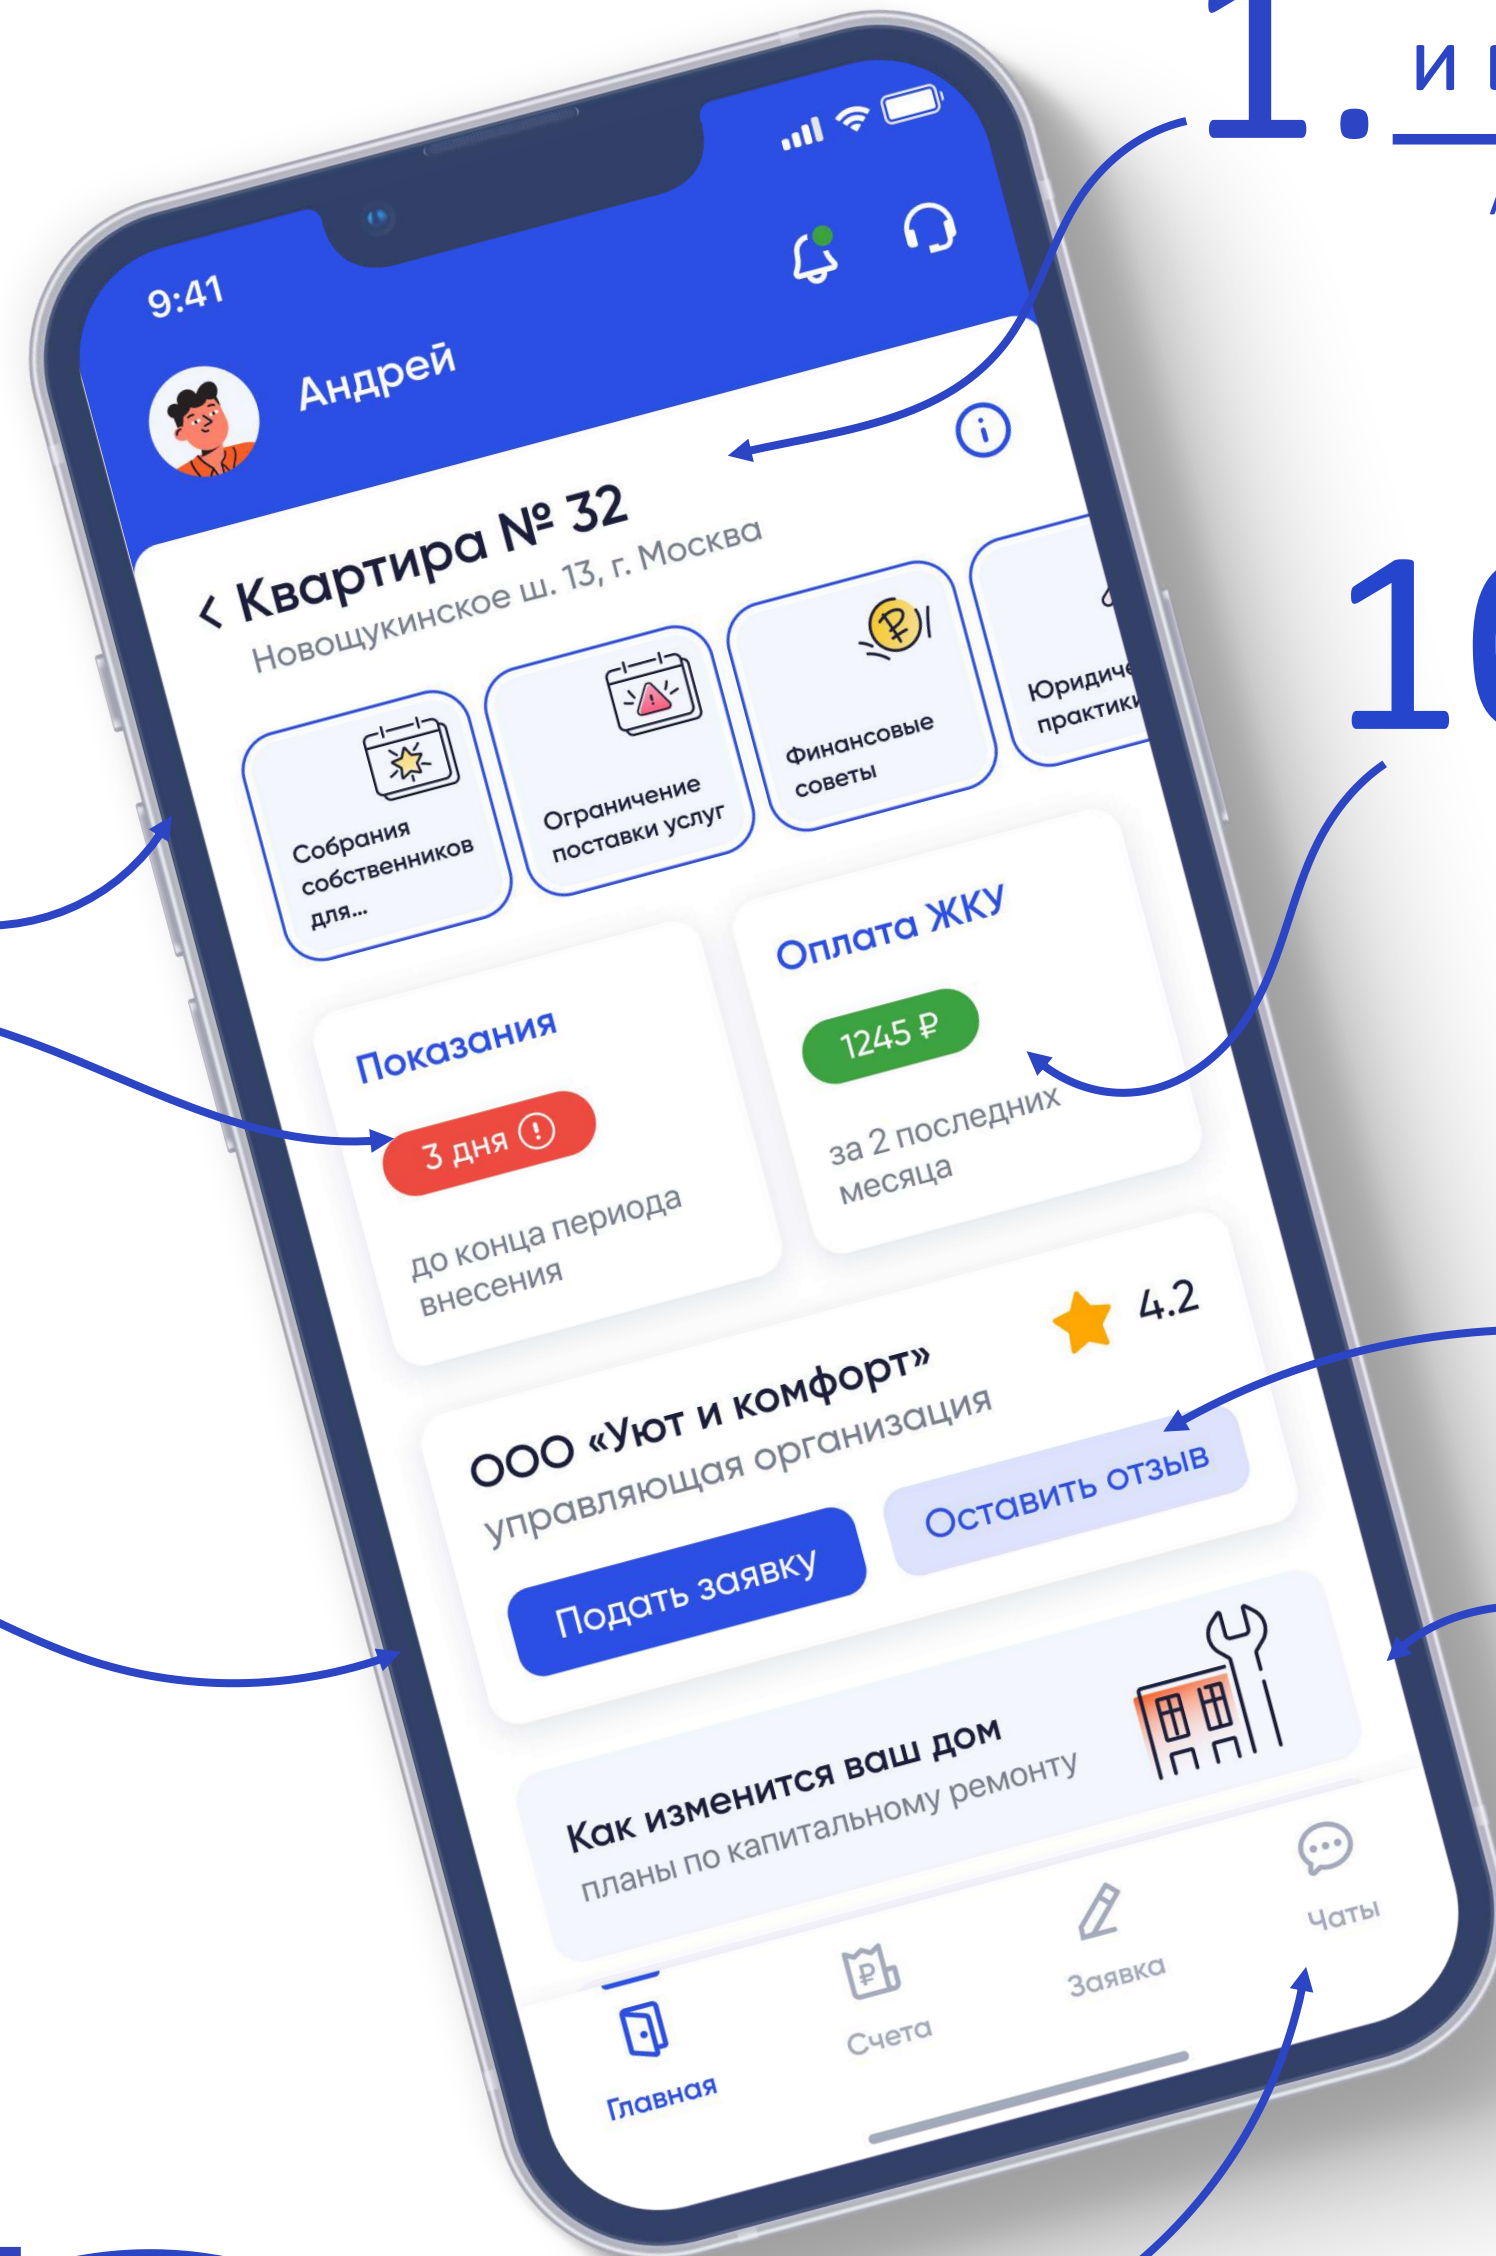 1.
и
9:41
Андрей
Квартира № 32
Новощукинское ш. 13, г. Москва
Собрания
собственников
для...
Ограничение
поставки услуг
Финансовые
советы
практики
10
Показания
3 дня
до конца периода
внесения
Оплата ЖКУ
1245 ₽
за 2 последних
месяца
ООО «Уют и комфорт»
управляющая организация
4.2
Подать заявку
Оставить отзыв
Как изменится ваш дом
планы по капитальному ремонту
Главная
Счета
Заявка
Чаты